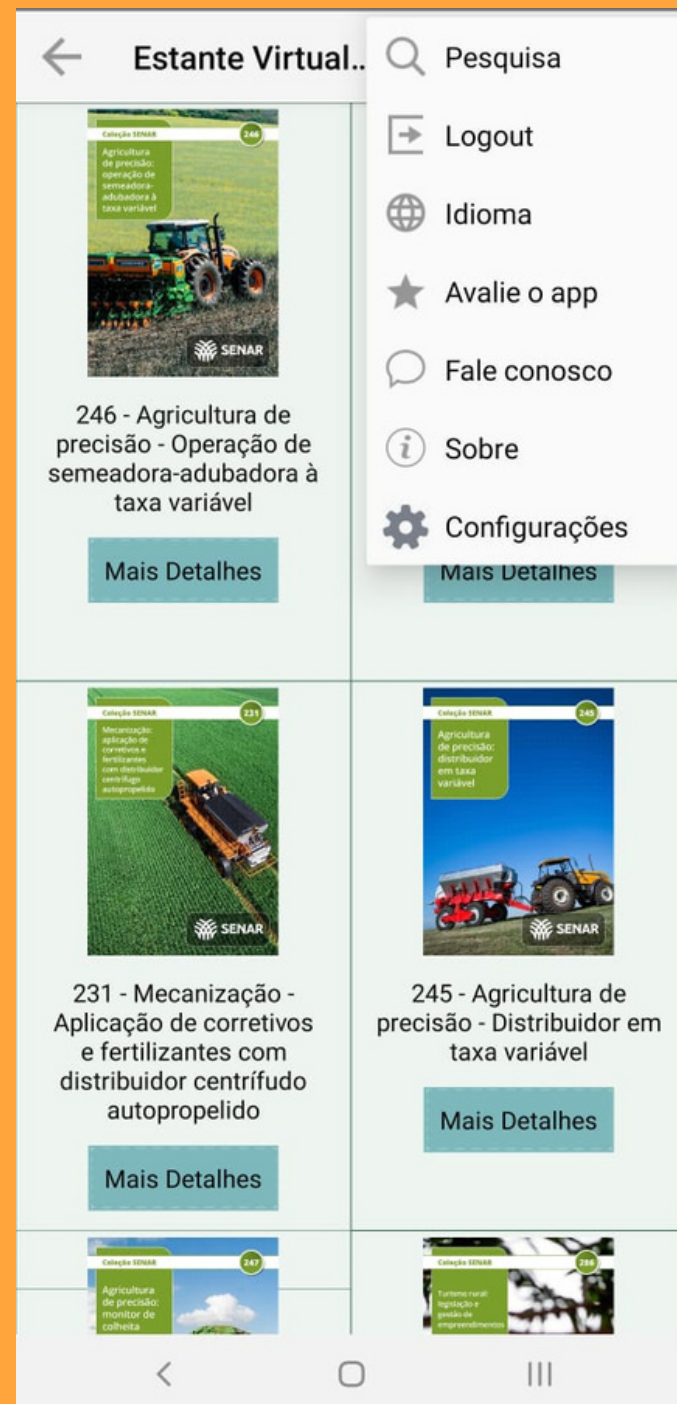 Estante Virtual..
Pesquisa
Logout
Idioma
Avalie o app
Fale conosco
Sobre
Configurações
Coleção SENAR
246
Agricultura
de precisão:
operação de
semeadora-
adubadora à
taxa variável
SENAR
246 - Agricultura de
precisão - Operação de
semeadora-adubadora à
taxa variável
Mais Detalhes
Mais Detalhes
Coleção SENAR
231
Mecanização:
aplicação de
corretivos e
fertilizantes
com distribuidor
centrífugo
autopropelido
SENAR
231 - Mecanização -
Aplicação de corretivos
e fertilizantes com
distribuidor centrífudo
autopropelido
Mais Detalhes
Coleção SENAR
245
Agricultura
de precisão:
distribuidor
em taxa
variável
SENAR
245 - Agricultura de
precisão - Distribuidor em
taxa variável
Mais Detalhes
Coleção SENAR
247
Agricultura
de precisão:
monitor de
colheita
Coleção SENAR
286
Turismo rural:
legislação e
gestão de
empreendimentos